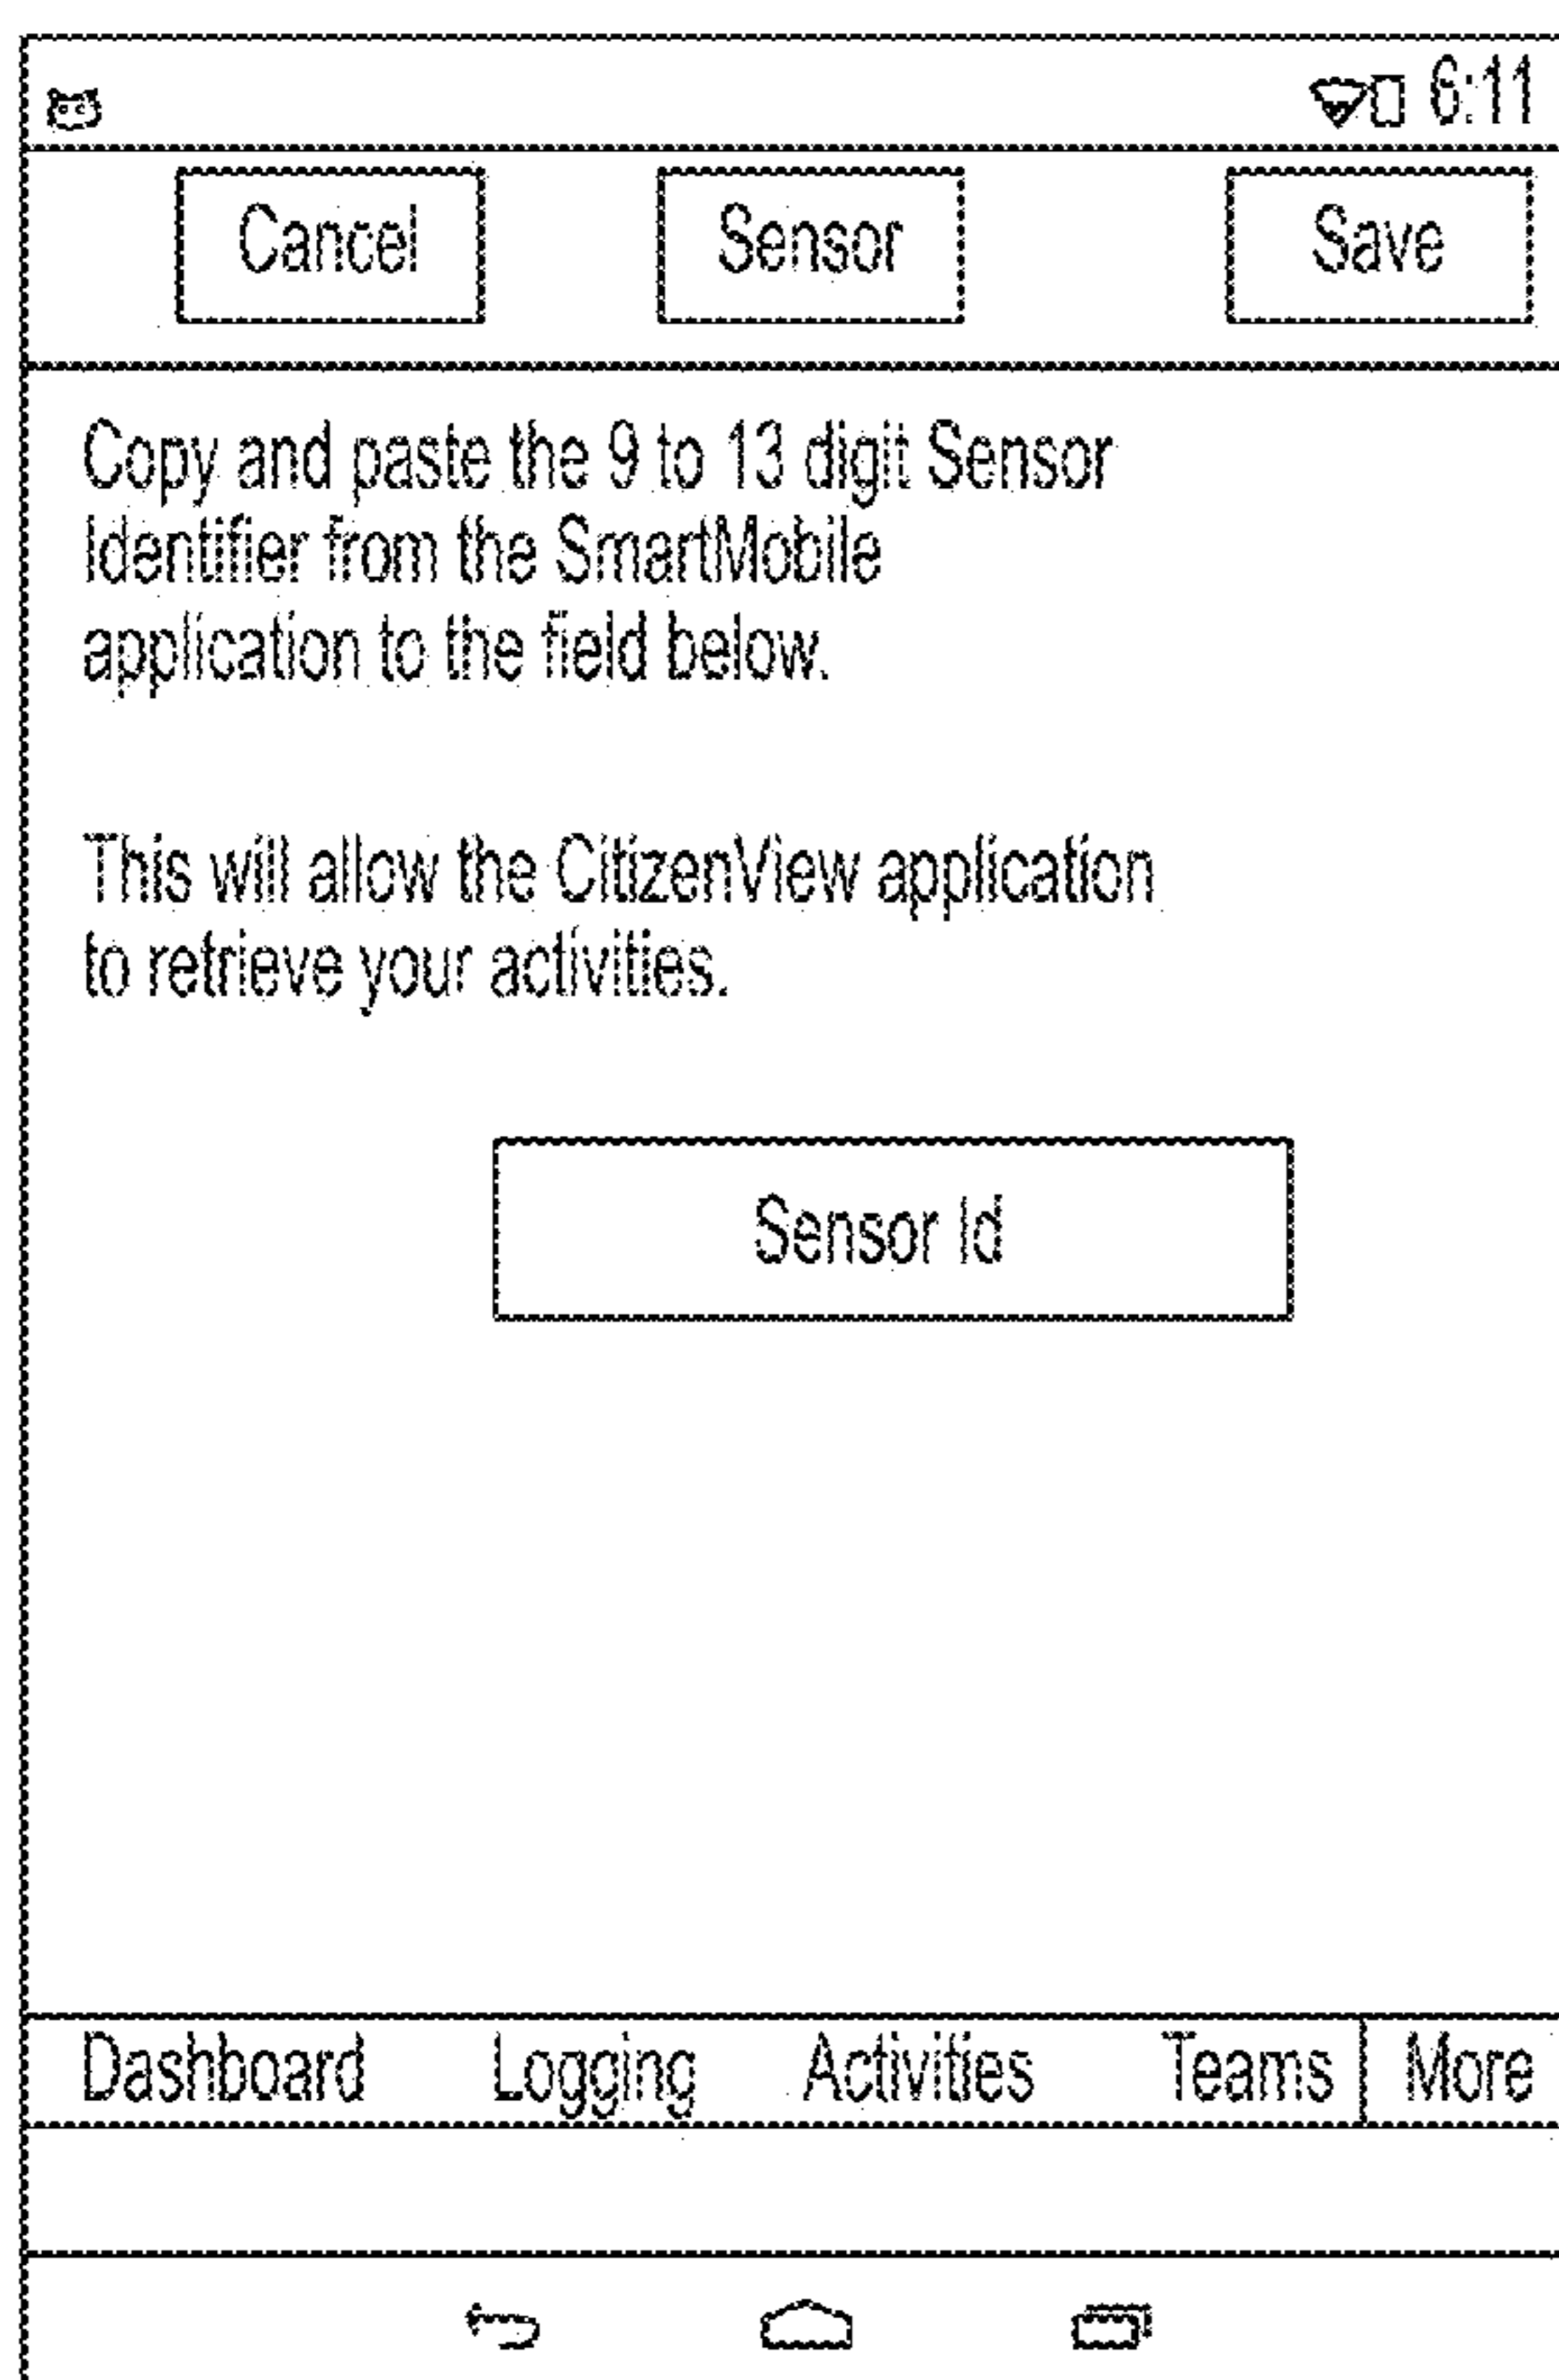 6:11
Cancel Sensor Save
Copy and paste the 9 to 13 digit Sensor
Identifier from the SmartMobile
application to the field below.
This will allow the CitizenView application
to retrieve your activities.
Sensor Id
Dashboard Logging Activities Teams More